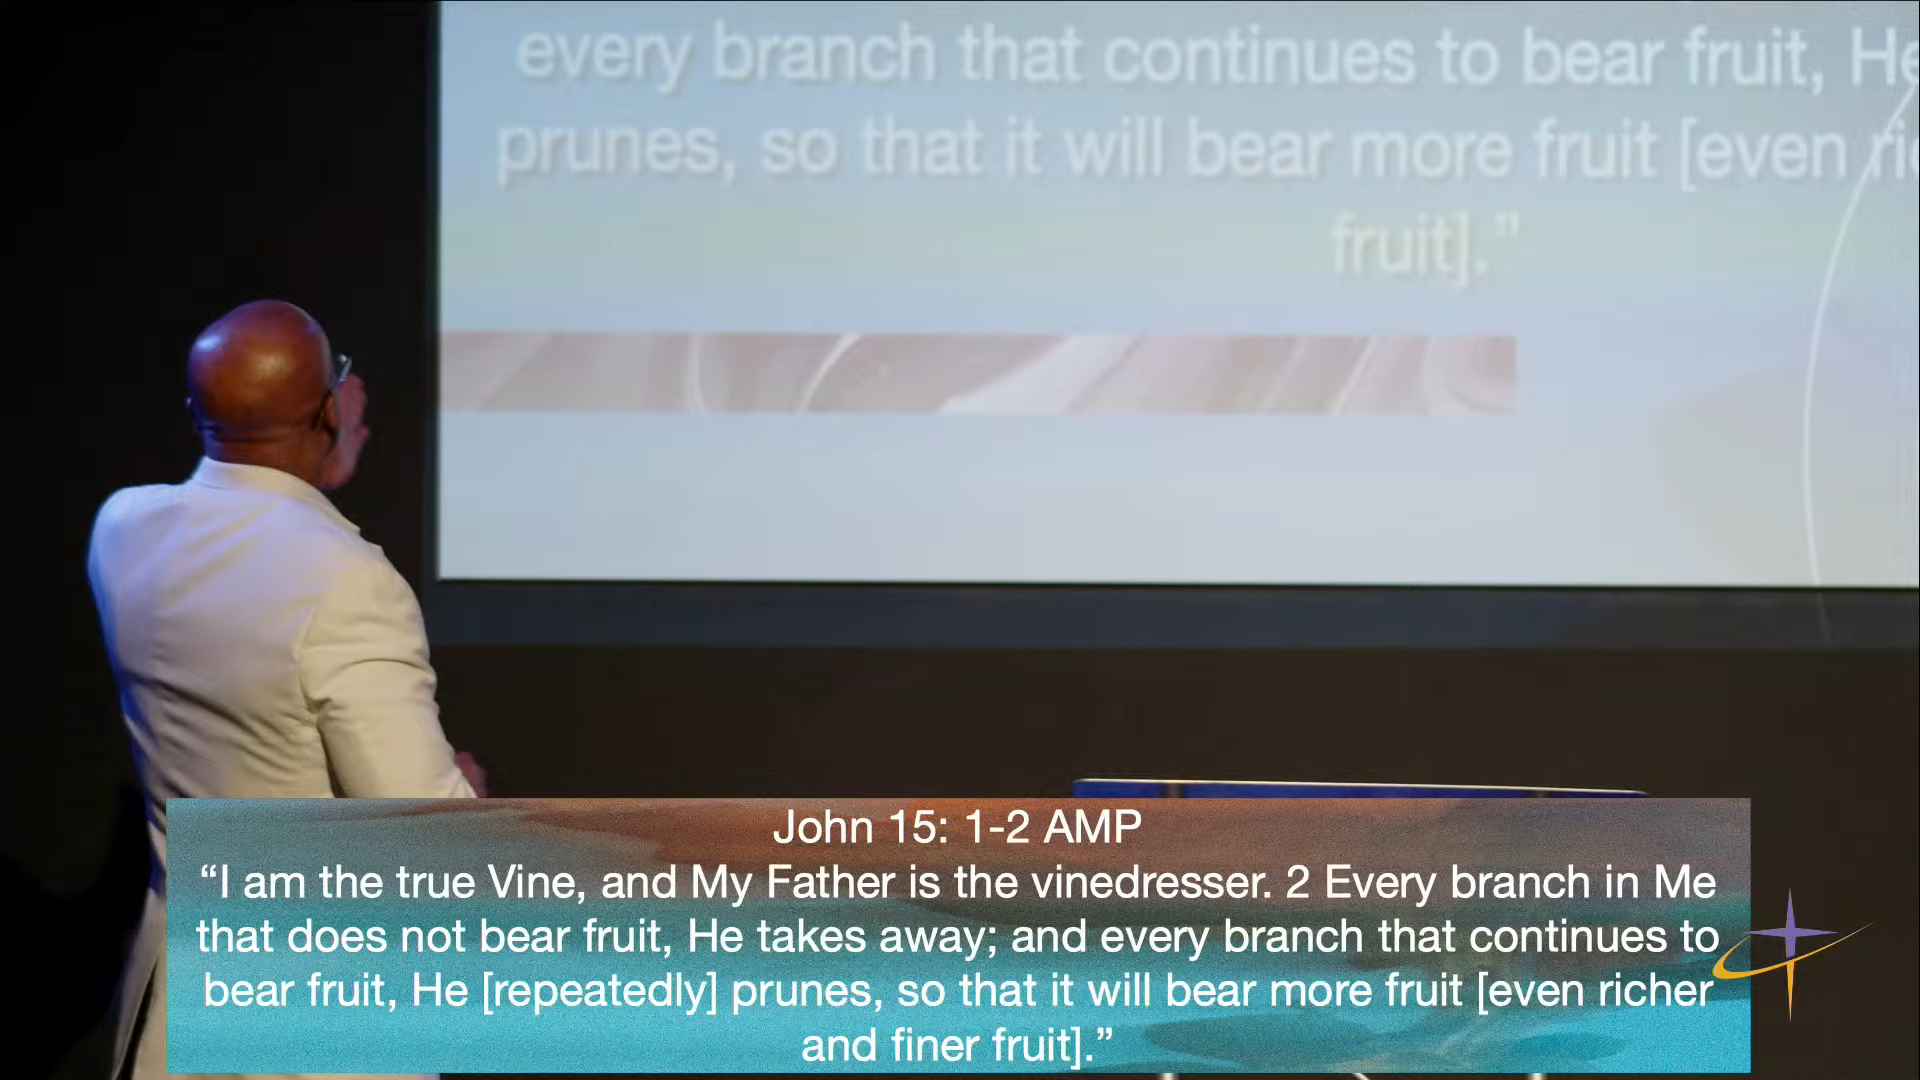 every branch that continues to bear fruit, He
prunes, so that it will bear more fruit [even
fruit].”
John 15: 1-2 AMP
“I am the true Vine, and My Father is the vinedresser. 2 Every branch in Me
that does not bear fruit, He takes away; and every branch that continues to
bear fruit, He [repeatedly] prunes, so that it will bear more fruit [even richer
and finer fruit].”